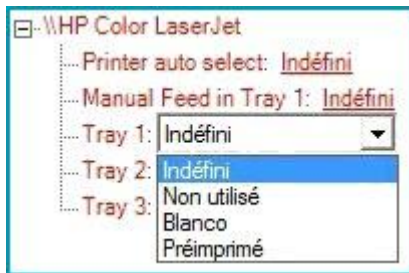 \\HP Color LaserJet
Printer auto select: Indéfini
Manual Feed in Tray 1: Indéfini
Tray 1: Indéfini
Tray 2: Indéfini
Non utilisé
Tray 3: Blanco
Préimprimé